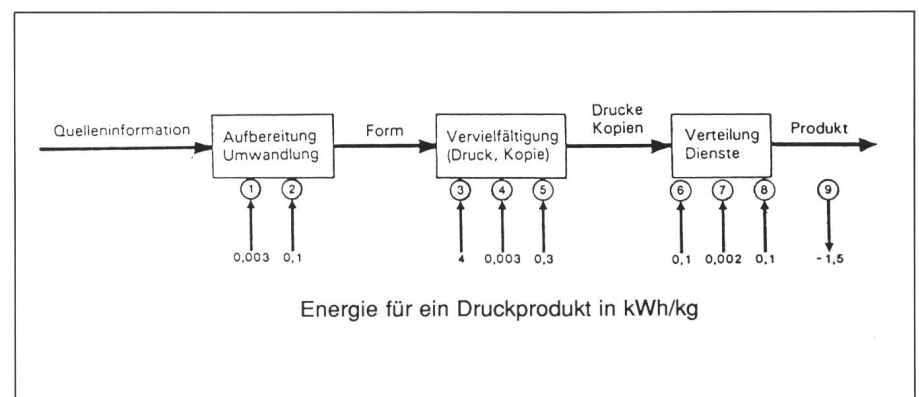 Quelleninformation
Aufbereitung
Umwandlung
Form
Vervielfältigung
(Druck, Kopie)
Drucke
Kopien
Verteilung
Dienste
Produkt
1 2 3 4 5 6 7 8 9
0,003 0,1 4 0,003 0,3 0,1 0,002 0,1 -1,5
Energie für ein Druckprodukt in kWh/kg